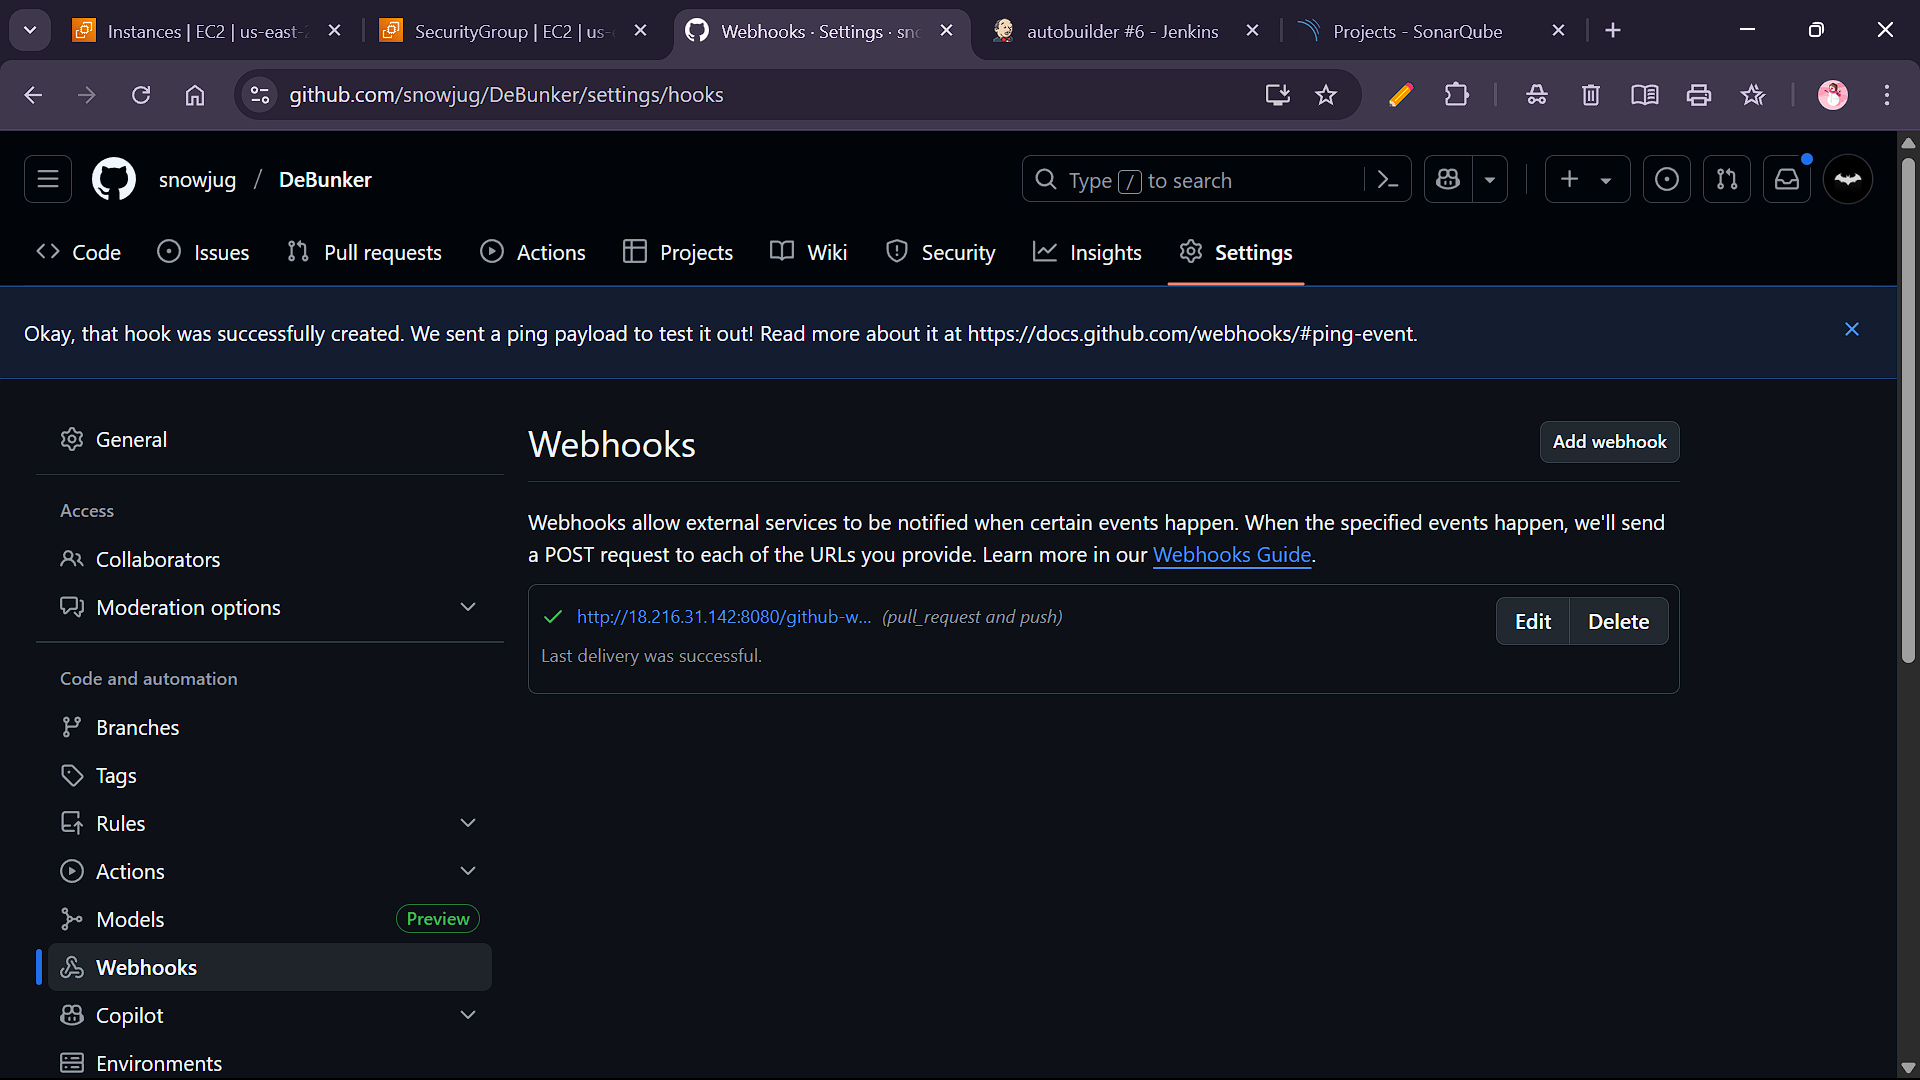 Instances | EC2 | us-east-2
SecurityGroup | EC2 | us-e
Webhooks · Settings · sno
autobuilder #6 - Jenkins
Projects - SonarQube
github.com/snowjug/DeBunker/settings/hooks
snowjug / DeBunker
Type / to search
Code
Issues
Pull requests
Actions
Projects
Wiki
Security
Insights
Settings
Okay, that hook was successfully created. We sent a ping payload to test it out! Read more about it at https://docs.github.com/webhooks/#ping-event.
General
Access
Collaborators
Moderation options
Code and automation
Branches
Tags
Rules
Actions
Models Preview
Webhooks
Copilot
Environments
Webhooks
Add webhook
Webhooks allow external services to be notified when certain events happen. When the specified events happen, we'll send
a POST request to each of the URLs you provide. Learn more in our Webhooks Guide.
http://18.216.31.142:8080/github-w... (pull_request and push)
Edit
Delete
Last delivery was successful.